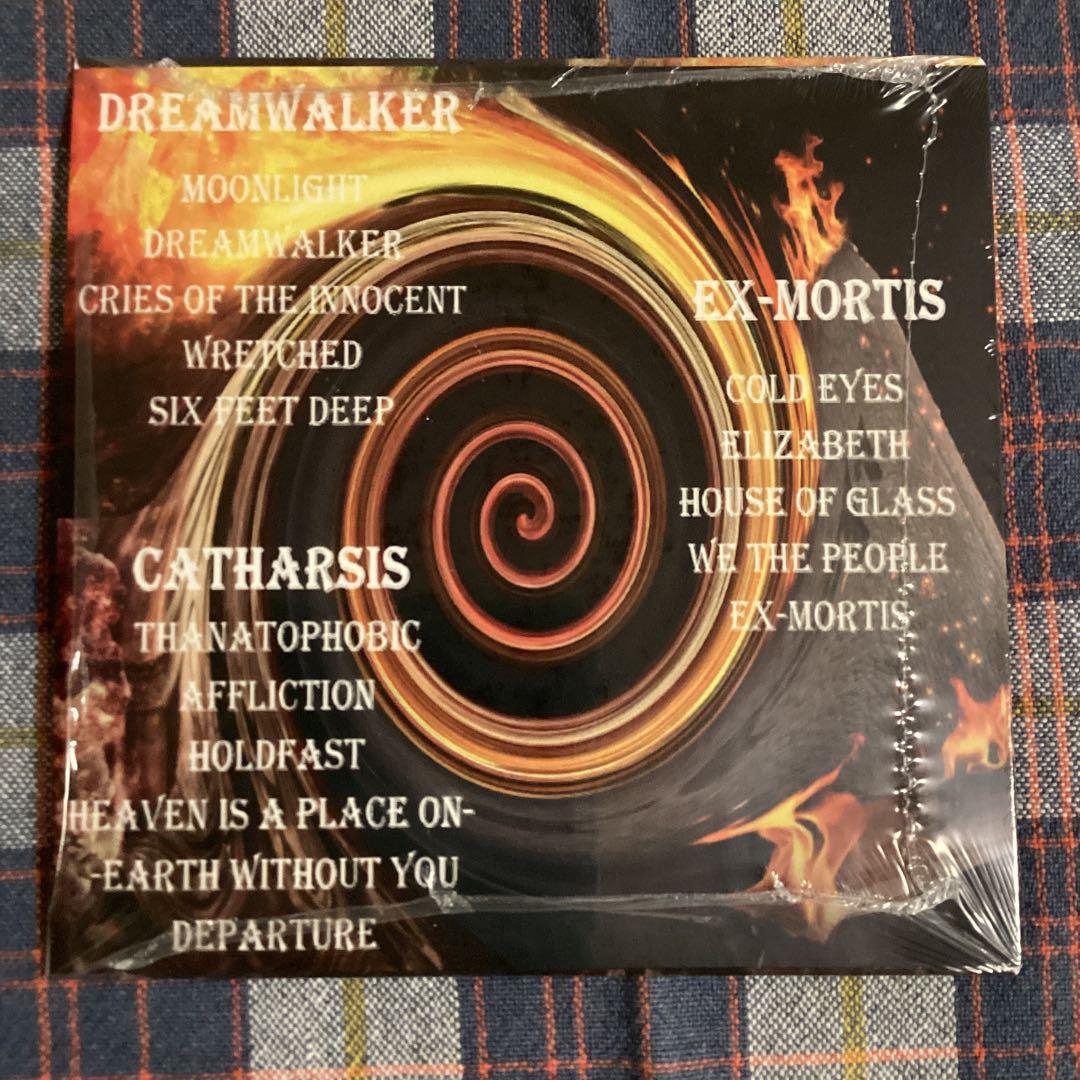 DREAMWALKER
MOONLIGHT
DREAMWALKER
CRIES OF THE INNOCENT
WRETCHED
SIX FEET DEEP
CATHARSIS
THANATOPHOBIC
AFFLICTION
HOLDFAST
HEAVEN IS A PLACE ON-
-EARTH WITHOUT YOU
DEPARTURE
EX-MORTIS
COLD EYES
ELIZABETH
HOUSE OF GLASS
WE THE PEOPLE
EX-MORTIS